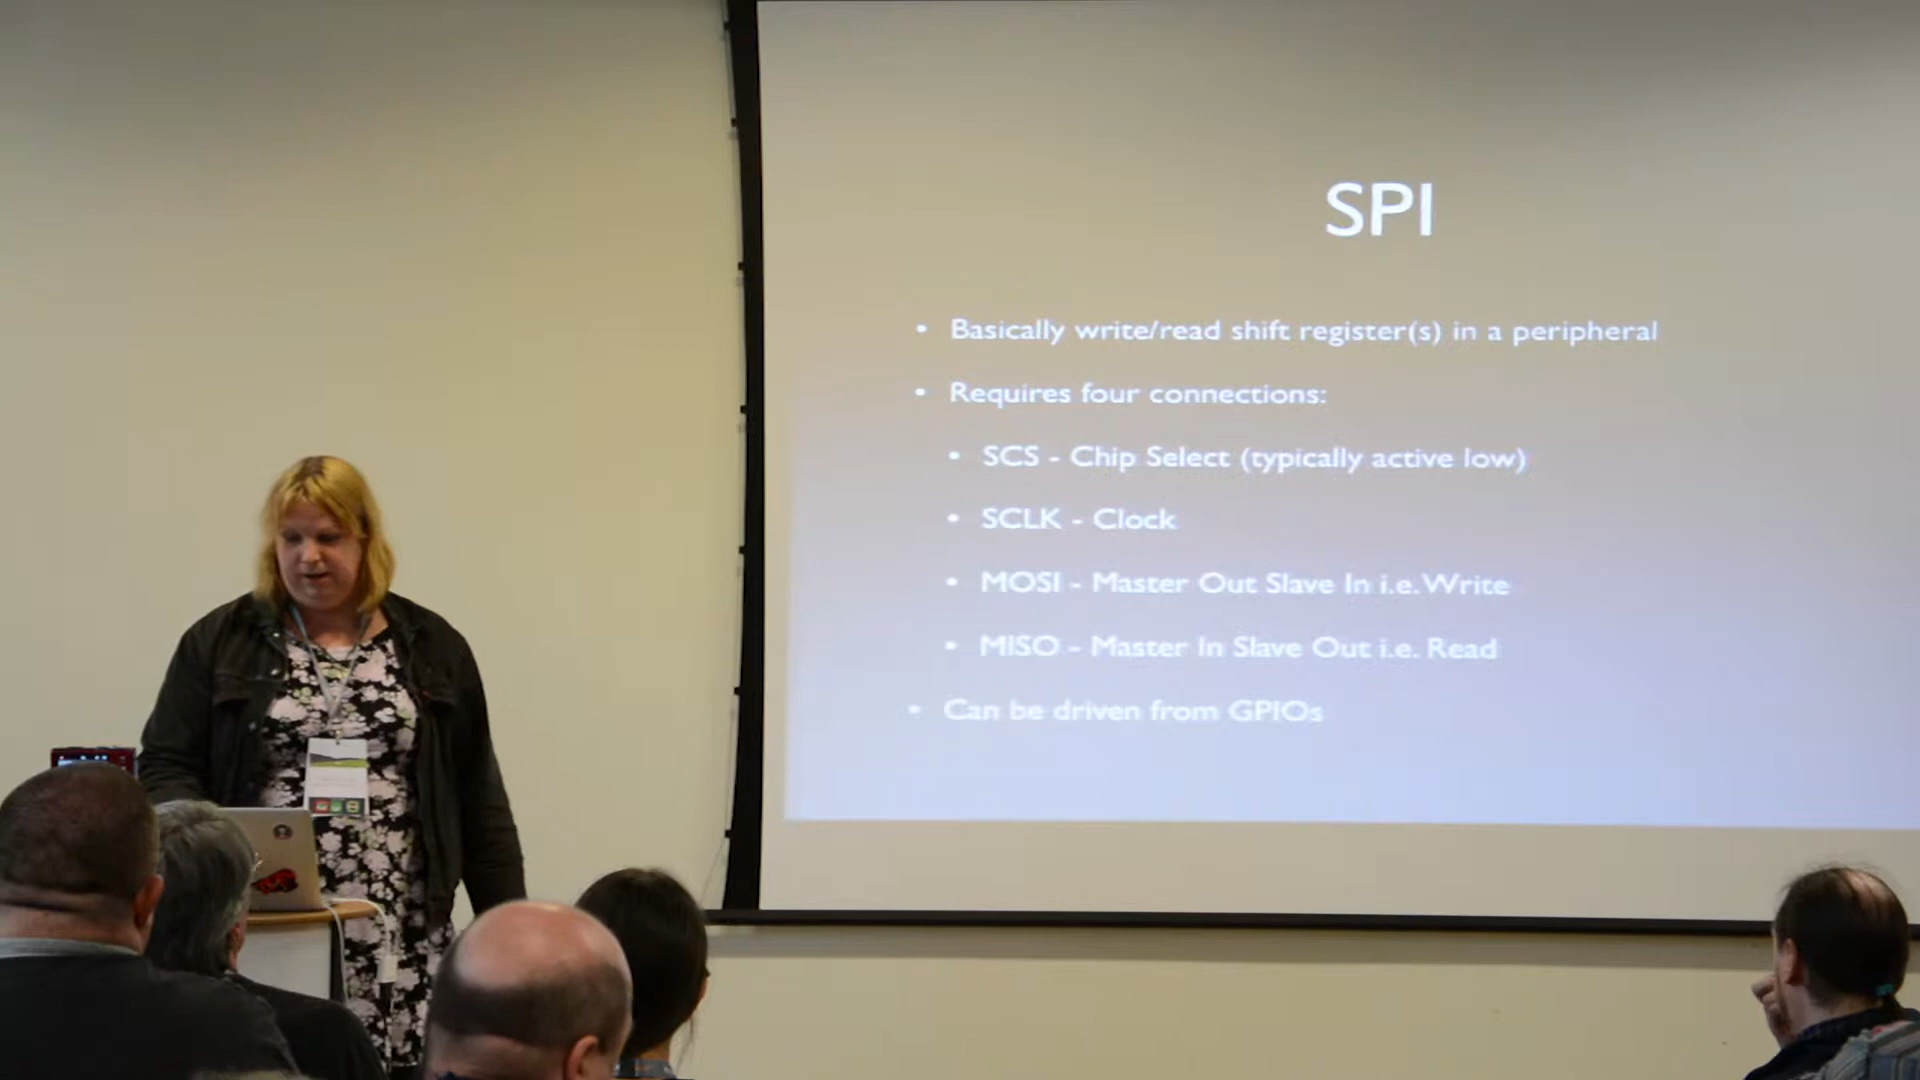 SPI
• Basically write/read shift register(s) in a peripheral
• Requires four connections:
• SCS - Chip Select (typically active low)
• SCLK - Clock
• MOSI - Master Out Slave In i.e. Write
• MISO - Master In Slave Out i.e. Read
• Can be driven from GPIOs